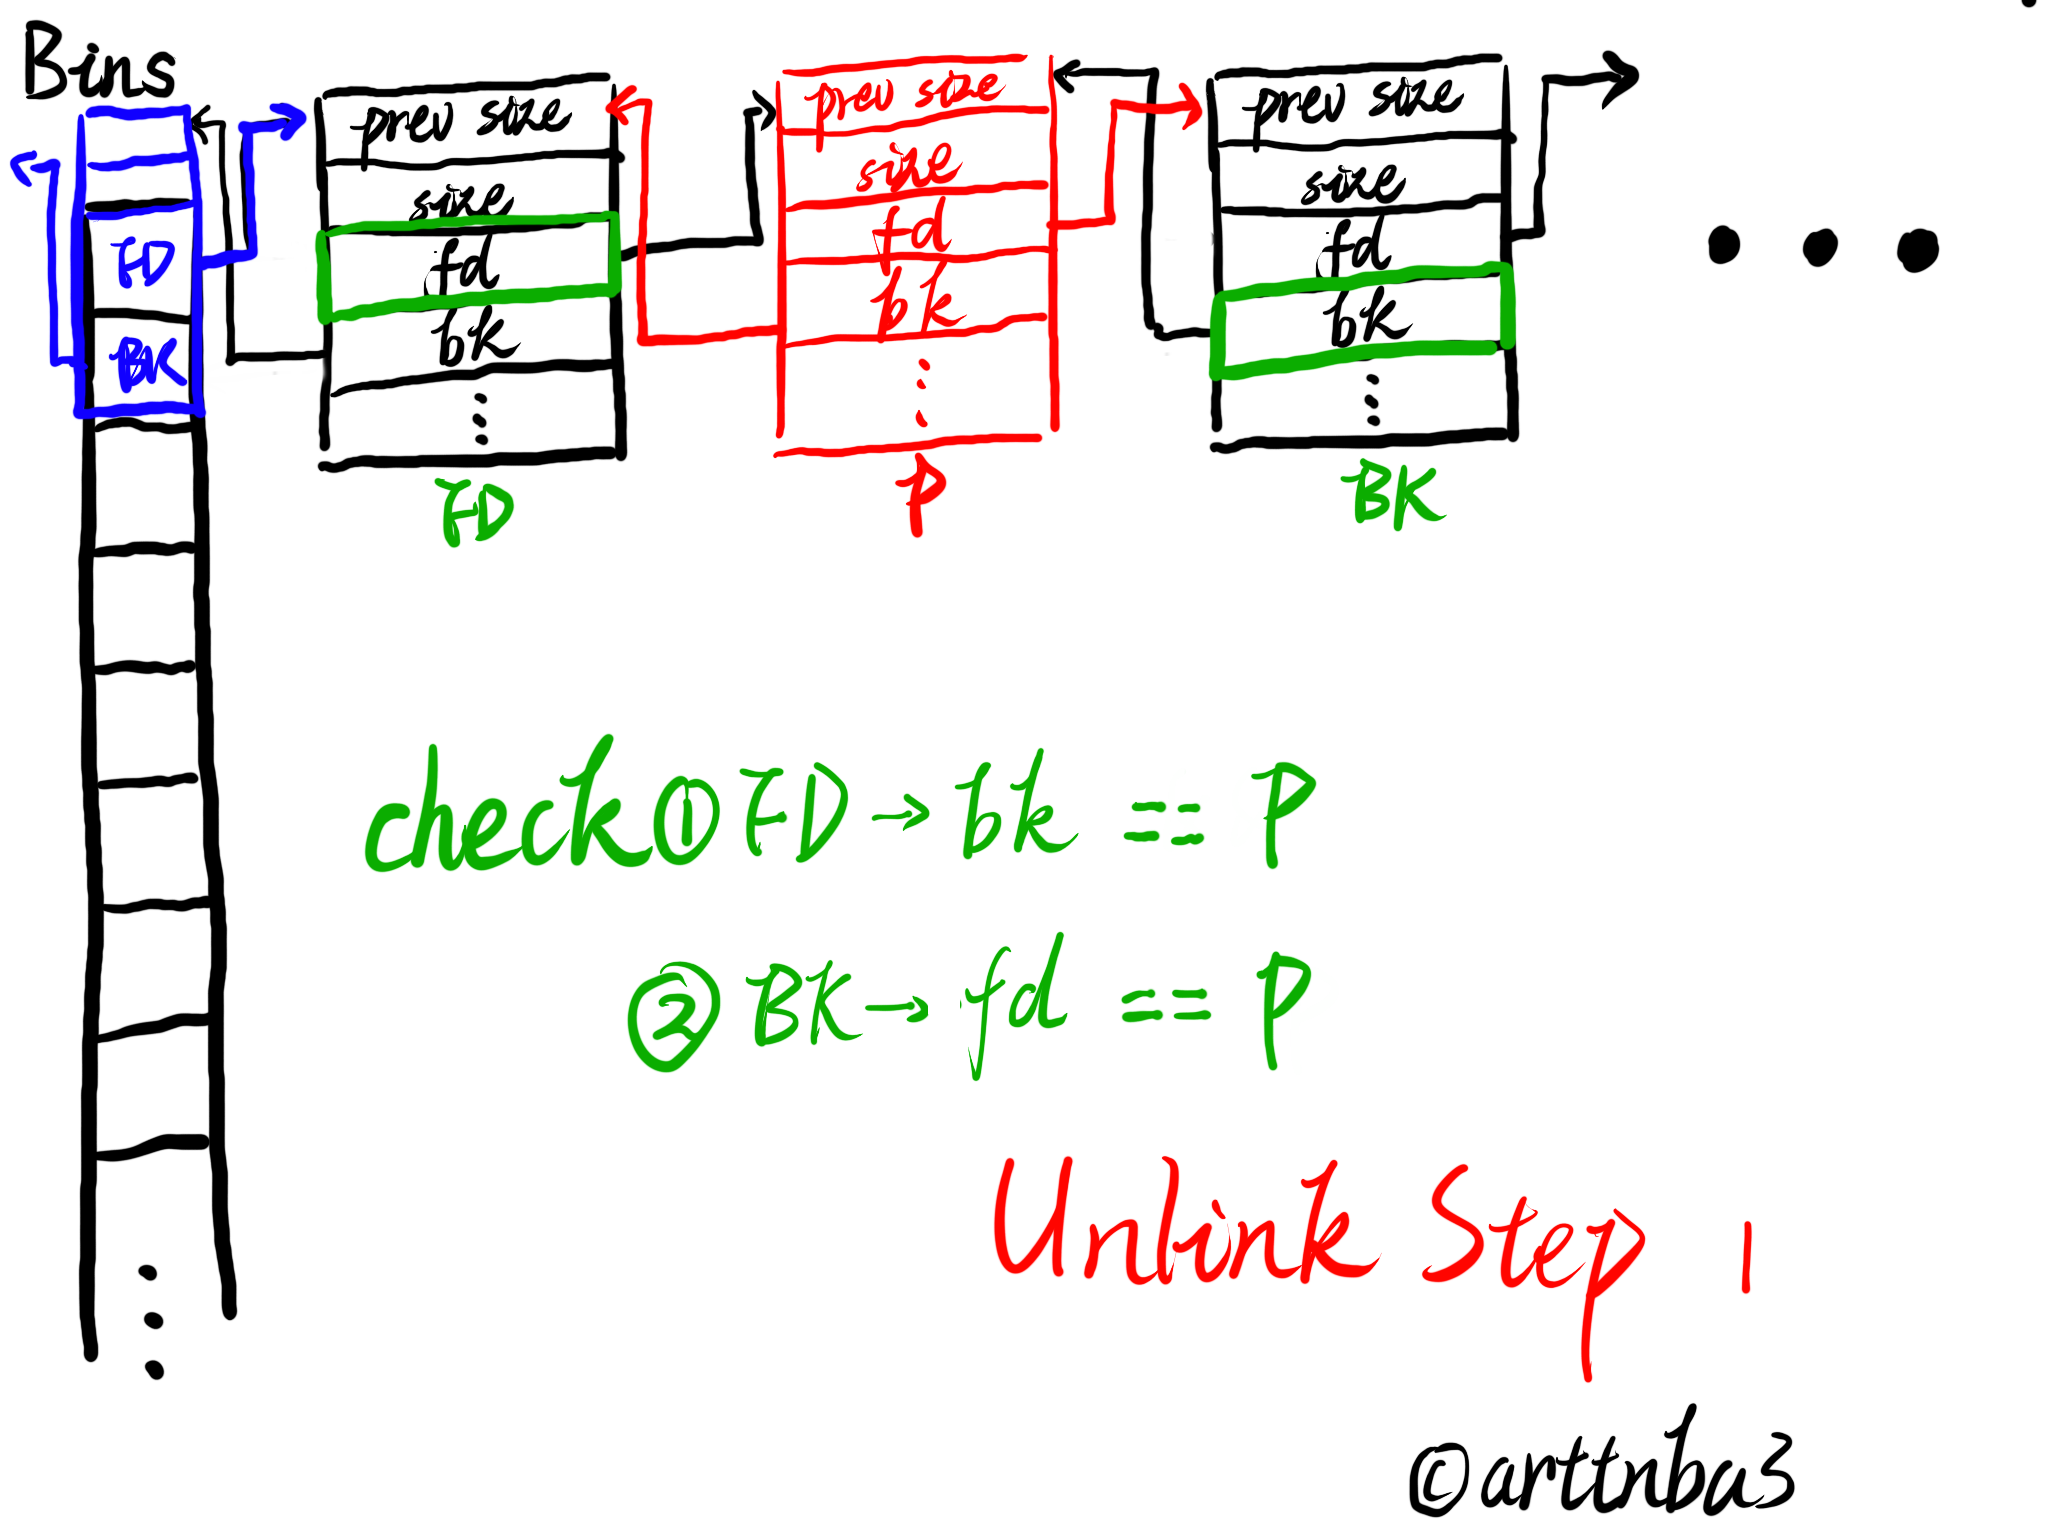 Bins
FD
BK
prev size
size
fd
bk
FD
prev size
size
fd
bk
P
prev size
size
fd
bk
BK
check ① FD → bk == P
② BK → fd == P
Unlink Step 1
©arttnba3